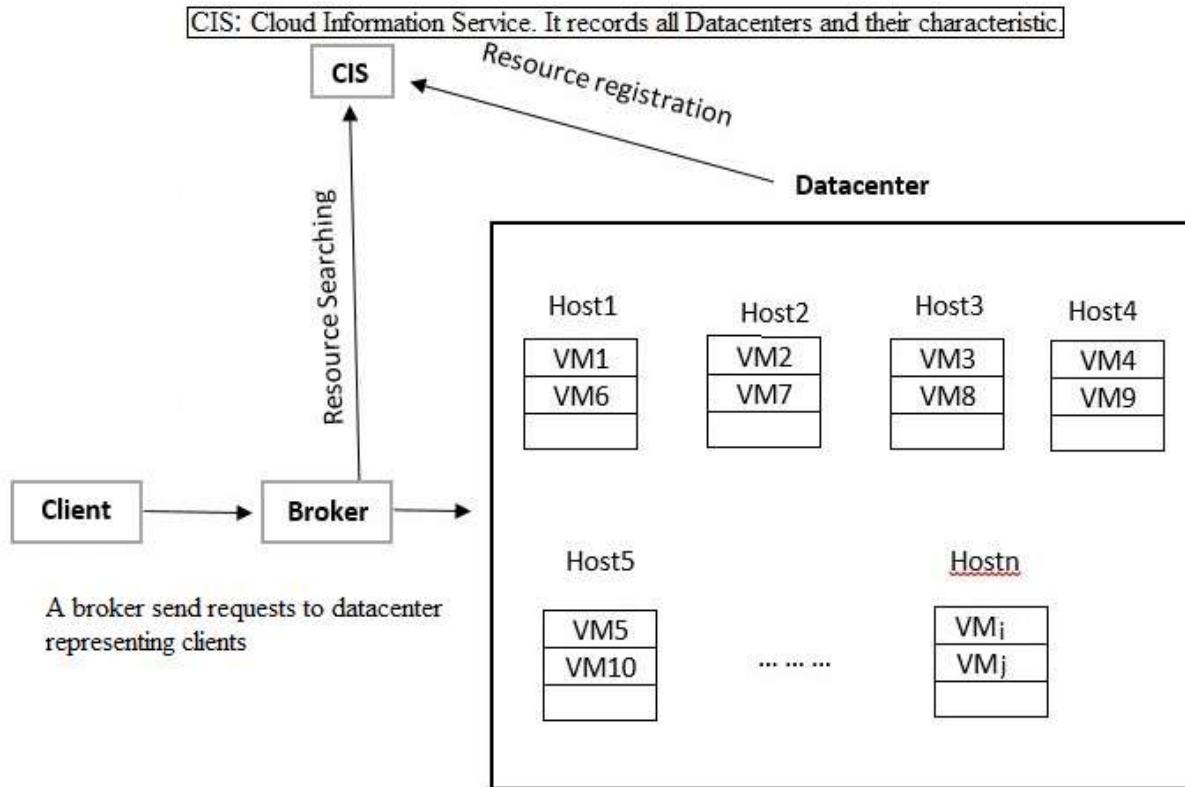 CIS: Cloud Information Service. It records all Datacenters and their characteristic.
CIS
Resource registration
Datacenter
Resource Searching
Host1
Host2
Host3
Host4
VM1
VM2
VM3
VM4
VM6
VM7
VM8
VM9
Client
Broker
Host5
Hostn
A broker send requests to datacenter
representing clients
VM5
VMi
VM10
... ... ...
VMj